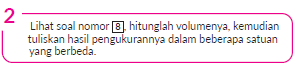 2
Lihat soal nomor 8, hitunglah volumenya, kemudian
tuliskan hasil pengukurannya dalam beberapa satuan
yang berbeda.